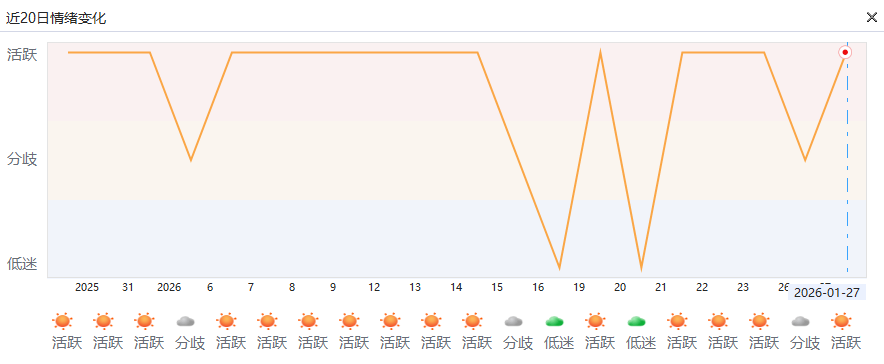 近20日情绪变化
活跃
分歧
低迷
2025 31 2026 6 7 8 9 12 13 14 15 16 19 20 21 22 23 26
2026-01-27
活跃 活跃 活跃 分歧 活跃 活跃 活跃 活跃 活跃 活跃 活跃 分歧 低迷 活跃 低迷 活跃 活跃 活跃 分歧 活跃